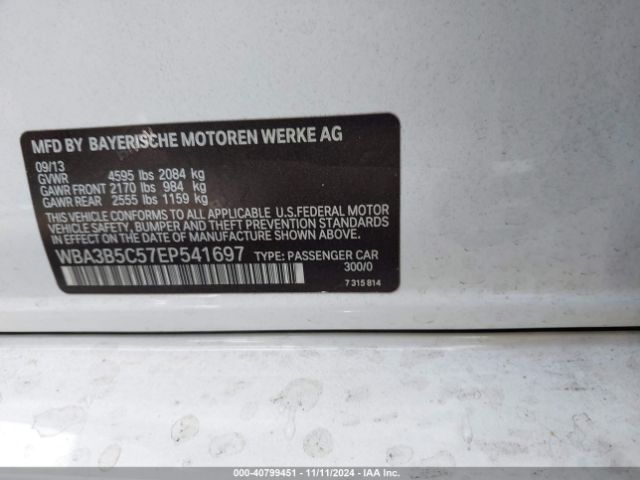 MFD BY BAYERISCHE MOTOREN WERKE AG
09/13
GVWR 4595 lbs 2084 kg
GAWR FRONT 2170 lbs 984 kg
GAWR REAR 2555 lbs 1159 kg
THIS VEHICLE CONFORMS TO ALL APPLICABLE U.S.FEDERAL MOTOR
VEHICLE SAFETY, BUMPER, AND THEFT PREVENTION STANDARDS
IN EFFECT ON THE DATE OF MANUFACTURE SHOWN ABOVE.
WBA3B5C57EP541697 TYPE: PASSENGER CAR
300/0
7 315 814
000-40799451 - 11/11/2024 - IAA Inc.